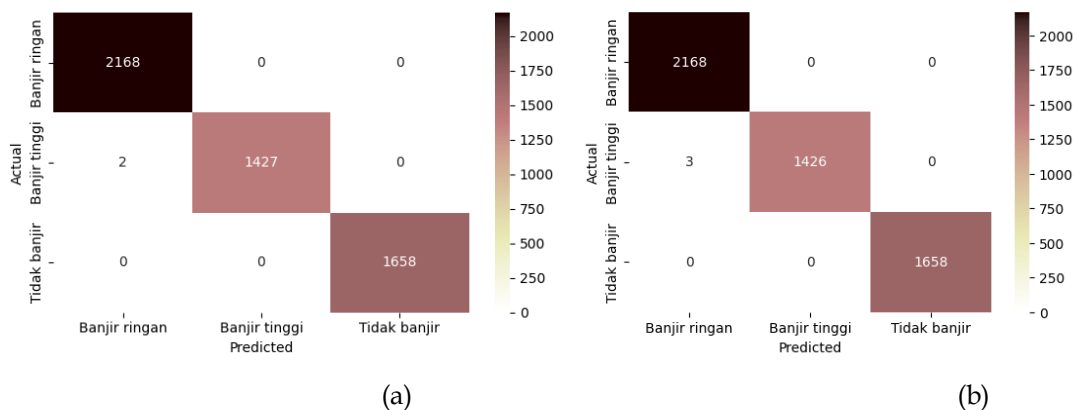 Banjir ringan
Banjir tinggi
Tidak banjir
Actual
2168 0 0
2 1427 0
0 0 1658
Banjir ringan Banjir tinggi Tidak banjir
Predicted
2000
1750
1500
1250
1000
750
500
250
0
(a)
Banjir ringan
Banjir tinggi
Tidak banjir
Actual
2168 0 0
3 1426 0
0 0 1658
Banjir ringan Banjir tinggi Tidak banjir
Predicted
2000
1750
1500
1250
1000
750
500
250
0
(b)